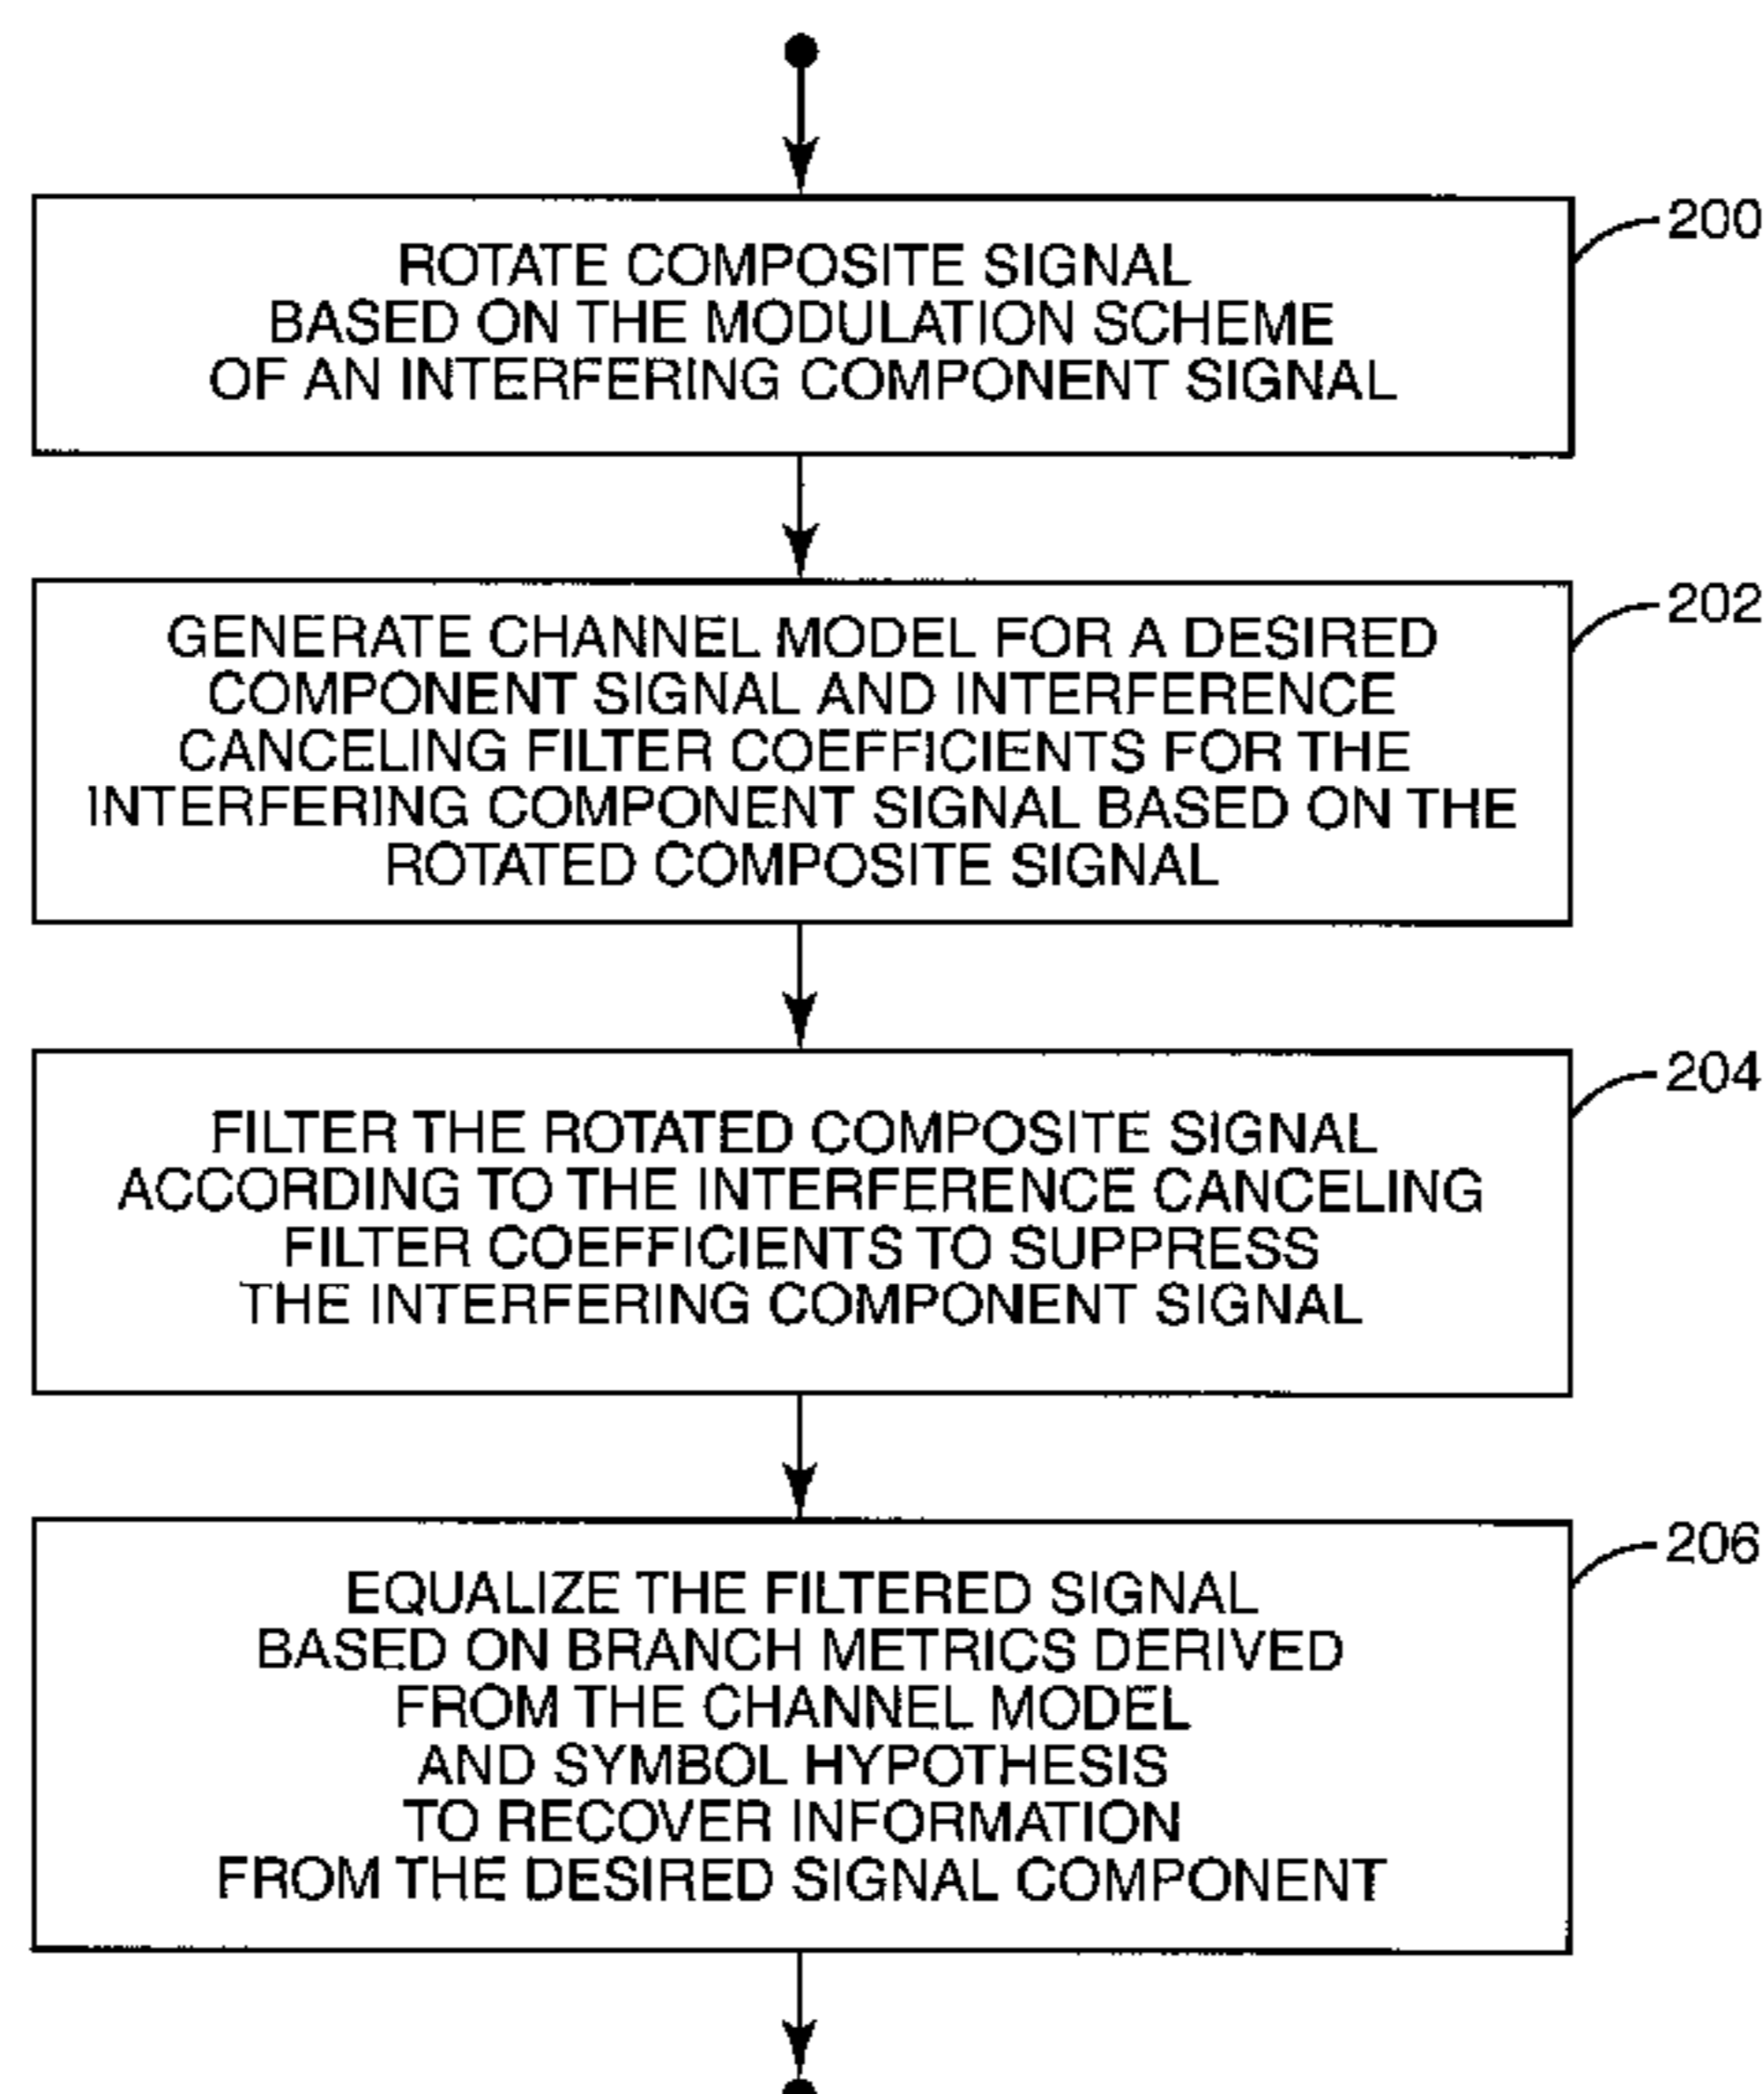 ROTATE COMPOSITE SIGNAL
BASED ON THE MODULATION SCHEME
OF AN INTERFERING COMPONENT SIGNAL
200
GENERATE CHANNEL MODEL FOR A DESIRED
COMPONENT SIGNAL AND INTERFERENCE
CANCELING FILTER COEFFICIENTS FOR THE
INTERFERING COMPONENT SIGNAL BASED ON THE
ROTATED COMPOSITE SIGNAL
202
FILTER THE ROTATED COMPOSITE SIGNAL
ACCORDING TO THE INTERFERENCE CANCELING
FILTER COEFFICIENTS TO SUPPRESS
THE INTERFERING COMPONENT SIGNAL
204
EQUALIZE THE FILTERED SIGNAL
BASED ON BRANCH METRICS DERIVED
FROM THE CHANNEL MODEL
AND SYMBOL HYPOTHESIS
TO RECOVER INFORMATION
FROM THE DESIRED SIGNAL COMPONENT
206